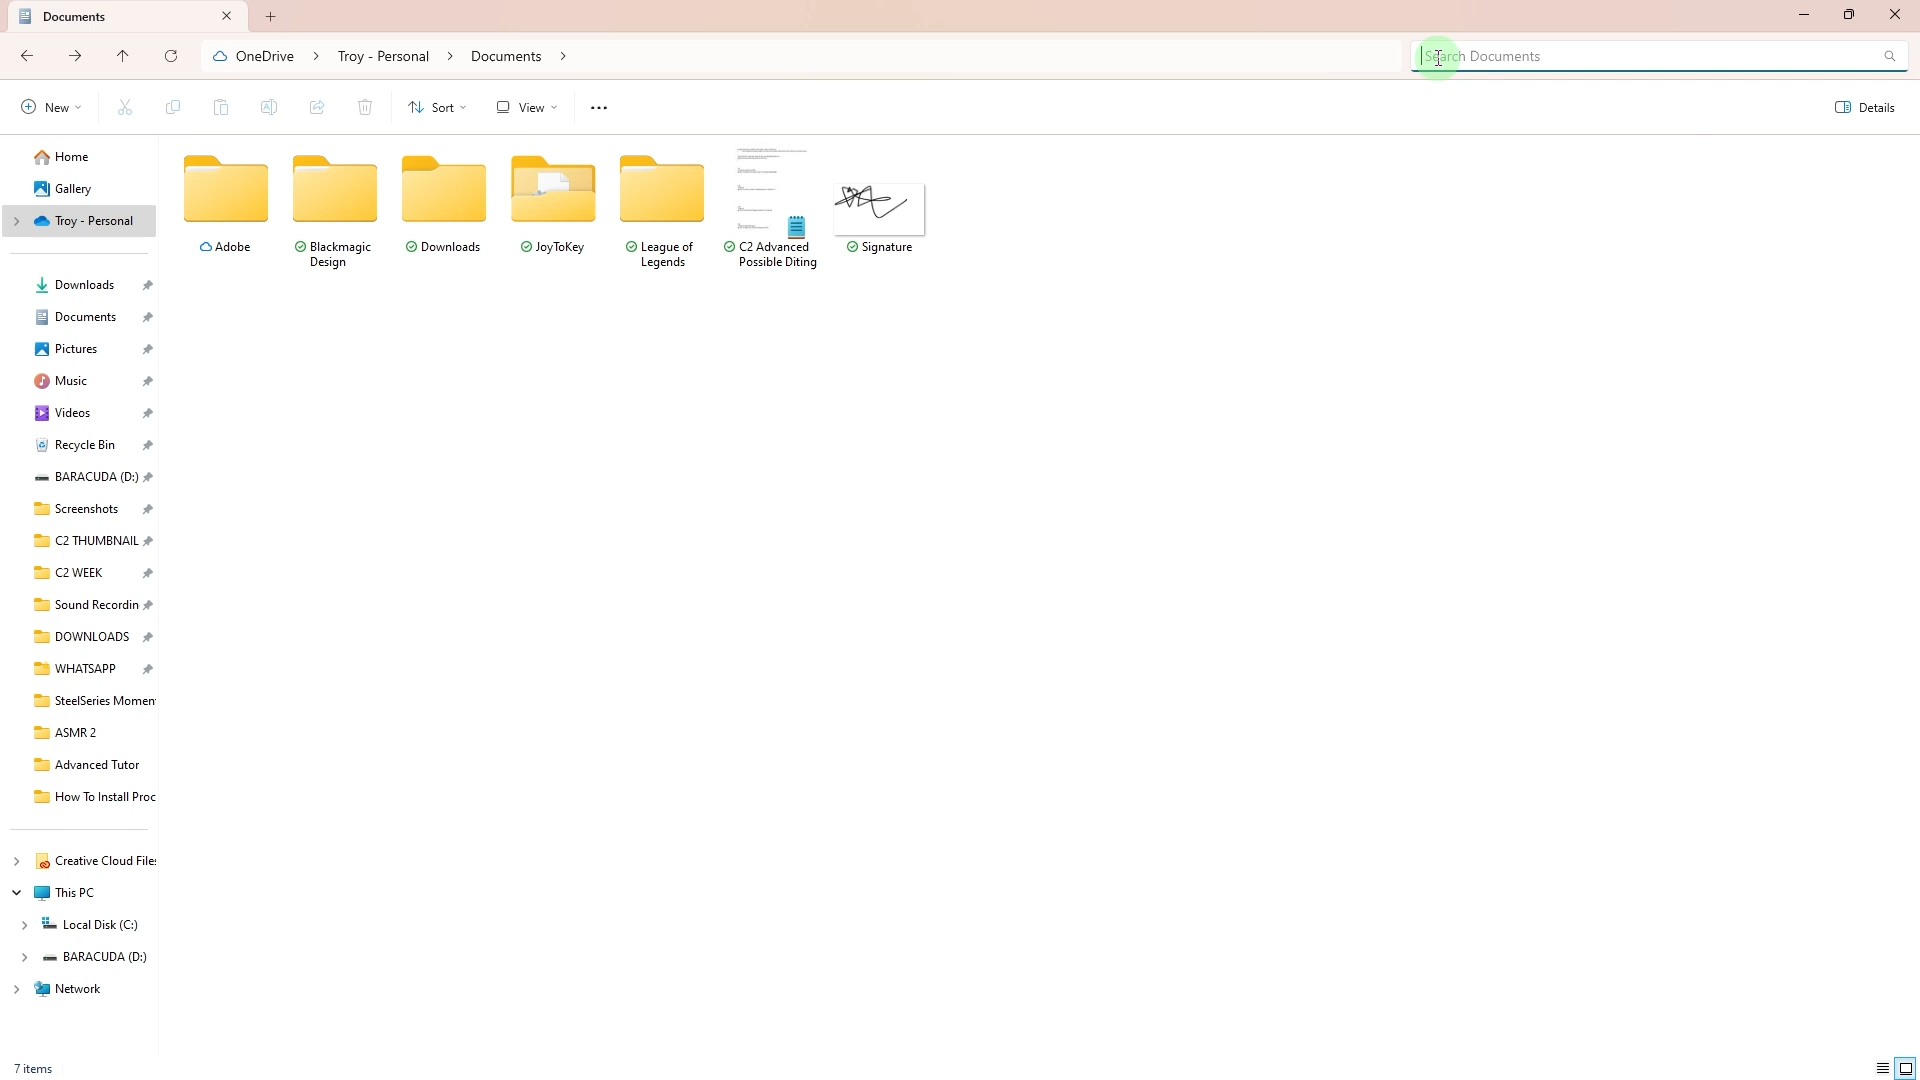 Documents
OneDrive > Troy - Personal > Documents >
Search Documents
New
Sort
View
Details
Home
Gallery
Troy - Personal
Downloads
Documents
Pictures
Music
Videos
Recycle Bin
BARACUDA (D:)
Screenshots
C2 THUMBNAIL
C2 WEEK
Sound Recordin
DOWNLOADS
WHATSAPP
SteelSeries Momen
ASMR 2
Advanced Tutor
How To Install Proc
Creative Cloud Files
This PC
Local Disk (C:)
BARACUDA (D:)
Network
Adobe
Blackmagic
Design
Downloads
JoyToKey
League of
Legends
C2 Advanced
Possible Diting
Signature
7 items